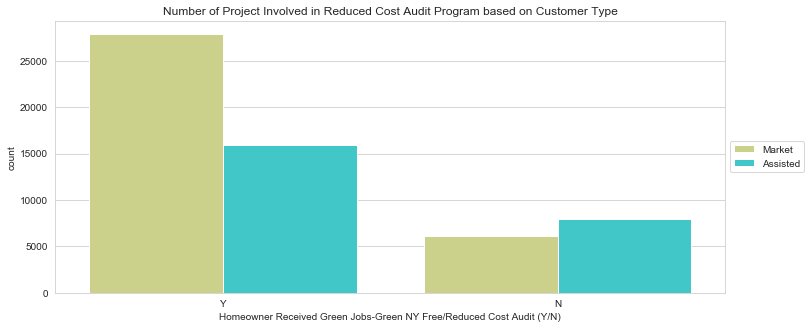 Number of Project Involved in Reduced Cost Audit Program based on Customer Type
25000
20000
15000
10000
5000
0
count
Y
N
Homeowner Received Green Jobs-Green NY Free/Reduced Cost Audit (Y/N)
Market
Assisted